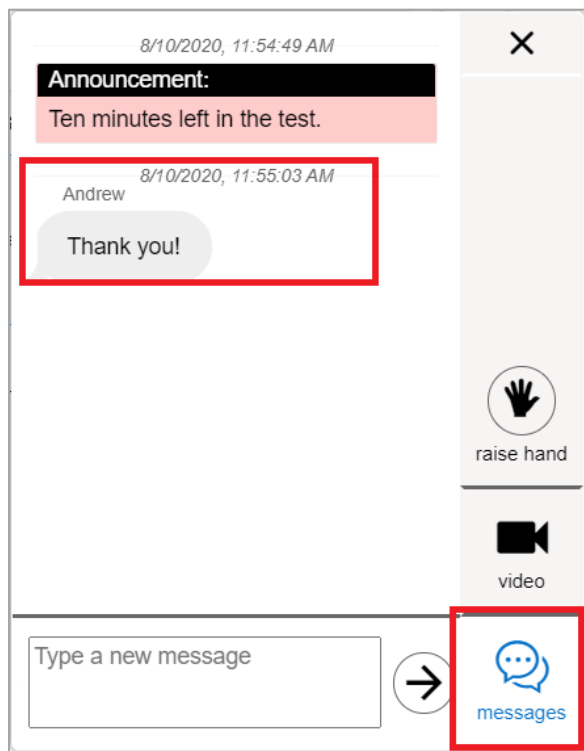 8/10/2020, 11:54:49 AM
Announcement:
Ten minutes left in the test.
8/10/2020, 11:55:03 AM
Andrew
Thank you!
raise hand
video
Type a new message
messages